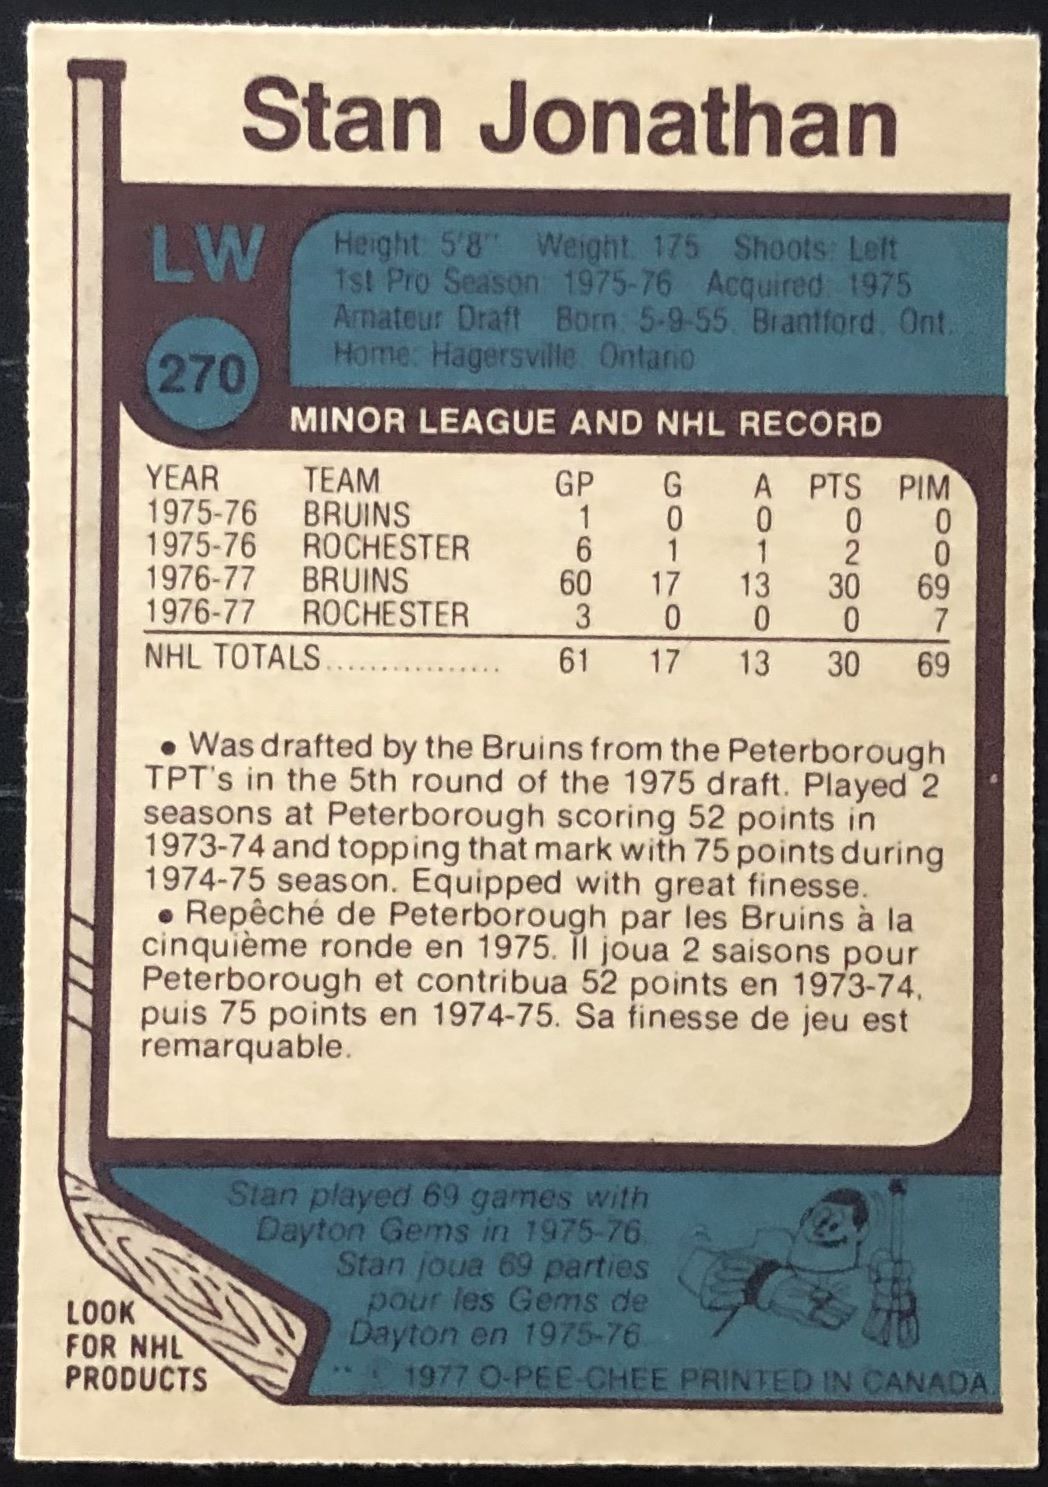 Stan Jonathan
LW
270
Height: 5'8" Weight: 175 Shoots: Left
1st Pro Season: 1975-76 Acquired: 1975
Amateur Draft Born: 5-9-55, Brantford, Ont.
Home: Hagersville, Ontario
MINOR LEAGUE AND NHL RECORD
YEAR TEAM GP G A PTS PIM
1975-76 BRUINS 1 0 0 0 0
1975-76 ROCHESTER 6 1 1 2 0
1976-77 BRUINS 60 17 13 30 69
1976-77 ROCHESTER 3 0 0 0 7
NHL TOTALS................ 61 17 13 30 69
• Was drafted by the Bruins from the Peterborough
TPT's in the 5th round of the 1975 draft. Played 2
seasons at Peterborough scoring 52 points in
1973-74 and topping that mark with 75 points during
1974-75 season. Equipped with great finesse.
• Repêché de Peterborough par les Bruins à la
cinquième ronde en 1975. Il joua 2 saisons pour
Peterborough et contribua 52 points en 1973-74,
puis 75 points en 1974-75. Sa finesse de jeu est
remarquable.
Stan played 69 games with
Dayton Gems in 1975-76.
Stan joua 69 parties
pour les Gems de
Dayton en 1975-76.
LOOK
FOR NHL
PRODUCTS
** © 1977 O-PEE-CHEE PRINTED IN CANADA.